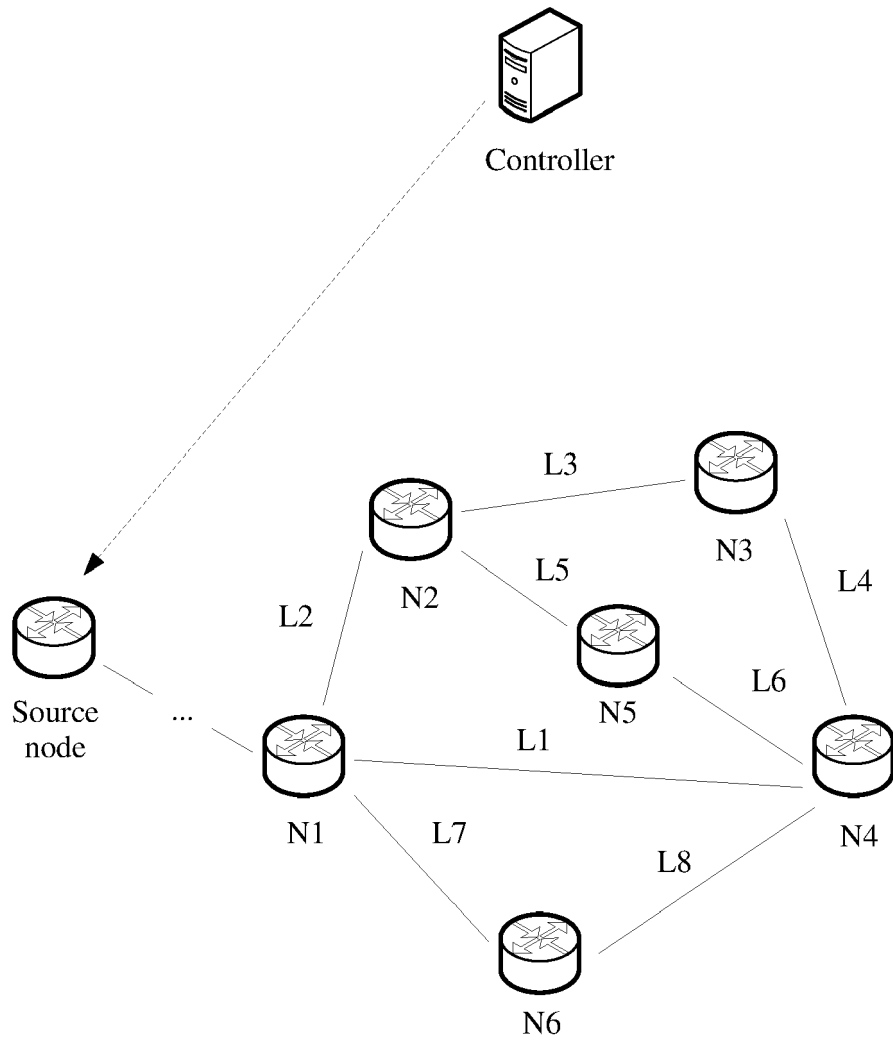 Controller
L3
N3
L5
N2
L4
L2
L6
N5
Source
node
...
L1
N1
N4
L7
L8
N6